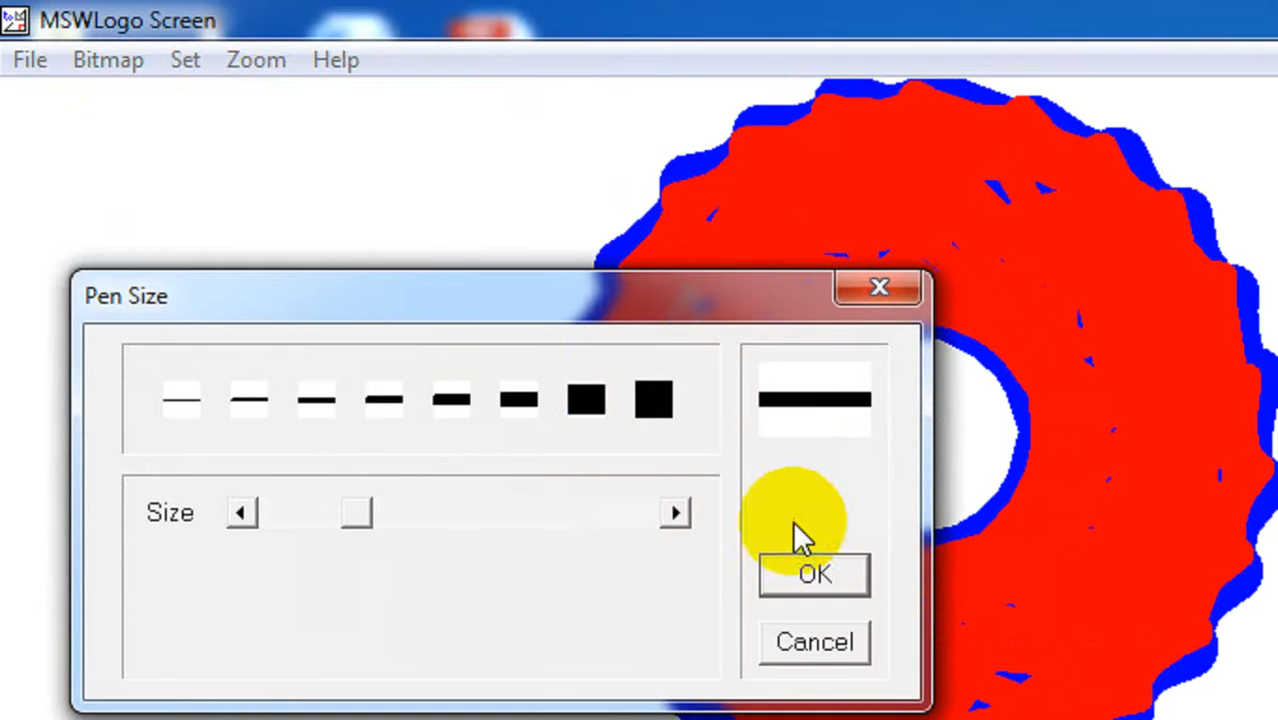 MSWLogo Screen
File Bitmap Set Zoom Help
Pen Size
Size
OK
Cancel